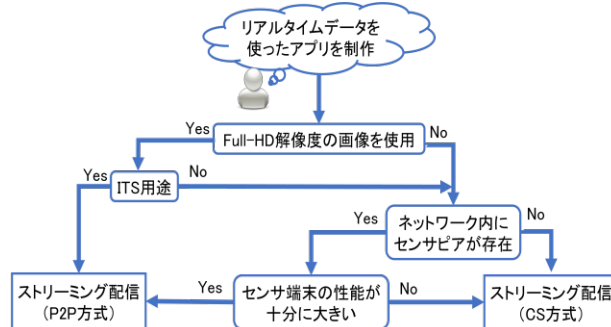 リアルタイムデータを
使ったアプリを制作
Yes
Full-HD解像度の画像を使用
No
Yes
ITS用途
No
Yes
ネットワーク内に
センサピアが存在
No
ストリーミング配信
(P2P方式)
Yes
センサ端末の性能が
十分に大きい
No
ストリーミング配信
(CS方式)